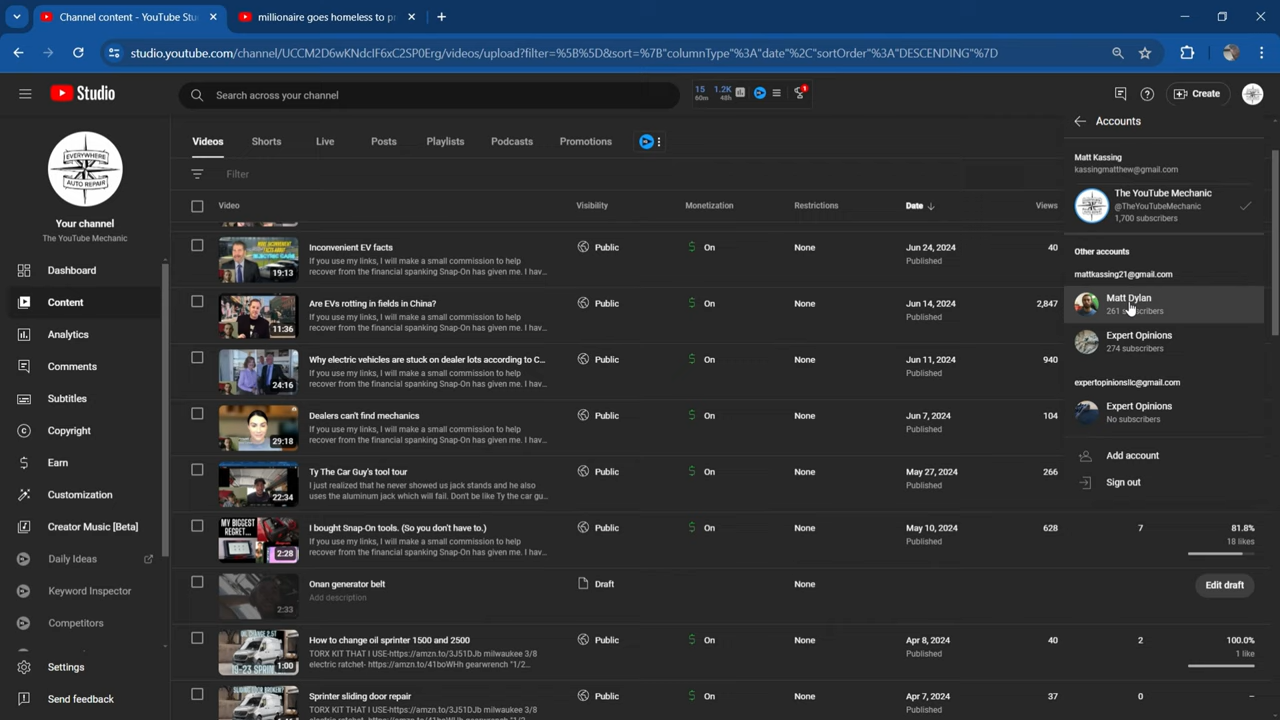 Channel content - YouTube Stu
millionaire goes homeless to p
studio.youtube.com/channel/UCCM2D6wKNdclF6xC2SP0Erg/videos/upload?filter=%5B%5D&sort=%7B"columnType"%3A"date"%2C"sortOrder"%3A"DESCENDING"%7D
Studio
Search across your channel
15 60m
1.2K 48h
1
Create
EVERYWHERE
AUTO REPAIR
Your channel
The YouTube Mechanic
Dashboard
Content
Analytics
Comments
Subtitles
Copyright
Earn
Customization
Creator Music [Beta]
Daily Ideas
Keyword Inspector
Competitors
Settings
Send feedback
Videos Shorts Live Posts Playlists Podcasts Promotions
Filter
Video Visibility Monetization Restrictions Date Views
19:13
Inconvenient EV facts Public On None Jun 24, 2024 40
If you use my links, I will make a small commission to help Published
recover from the financial spanking Snap-On has given me. I hav...
11:36
Are EVs rotting in fields in China? Public On None Jun 14, 2024 2,847
If you use my links, I will make a small commission to help Published
recover from the financial spanking Snap-On has given me. I hav...
24:16
Why electric vehicles are stuck on dealer lots according to C... Public On None Jun 11, 2024 940
If you use my links, I will make a small commission to help Published
recover from the financial spanking Snap-On has given me. I hav...
29:18
Dealers can't find mechanics Public On None Jun 7, 2024 104
If you use my links, I will make a small commission to help Published
recover from the financial spanking Snap-On has given me. I hav...
22:34
Ty The Car Guy's tool tour Public On None May 27, 2024 266
I just realized that he never showed us jack stands and he also Published
uses the aluminum jack which will fail. Don't be like Ty the car gu...
MY BIGGEST
REGRET...
2:28
I bought Snap-On tools. (So you don't have to.) Public On None May 10, 2024 628 7 81.8%
If you use my links, I will make a small commission to help Published 18 likes
recover from the financial spanking Snap-On has given me. I hav...
2:33
Onan generator belt Draft None Edit draft
Add description
1:00
How to change oil sprinter 1500 and 2500 Public On None Apr 8, 2024 40 2 100.0%
TORX KIT THAT I USE-https://amzn.to/3J51DJb milwaukee 3/8 Published 1 like
electric ratchet- https://amzn.to/41boWHh gearwrench "1/2...
Sprinter sliding door repair Public On None Apr 7, 2024 37 0 –
Accounts
Matt Kassing
kassingmatthew@gmail.com
The YouTube Mechanic
@TheYouTubeMechanic
1,700 subscribers
Other accounts
mattkassing21@gmail.com
Matt Dylan
261 subscribers
Expert Opinions
274 subscribers
expertopinionsllc@gmail.com
Expert Opinions
No subscribers
Add account
Sign out